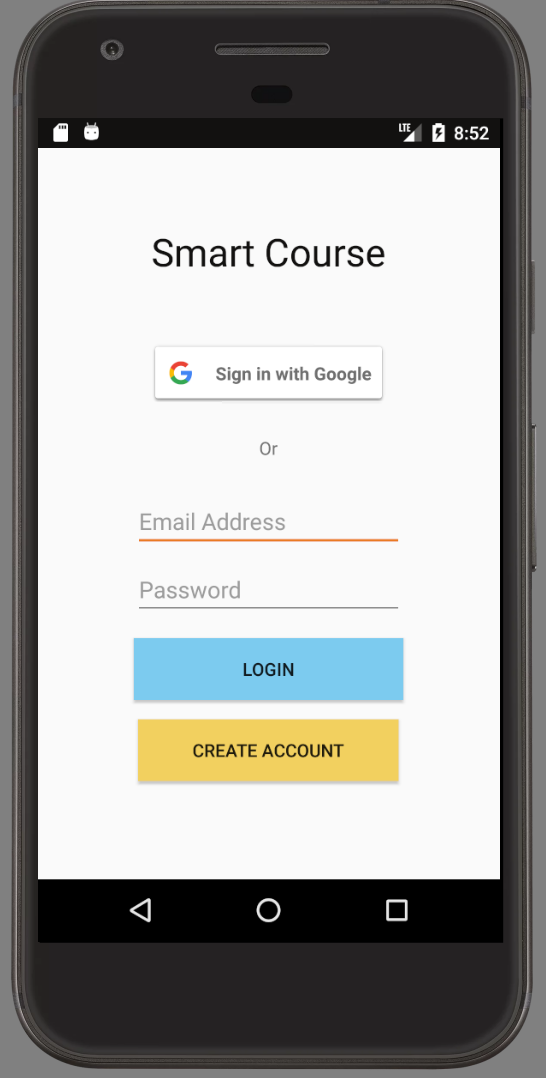 LTE 8:52
Smart Course
Sign in with Google
Or
Email Address
Password
LOGIN
CREATE ACCOUNT